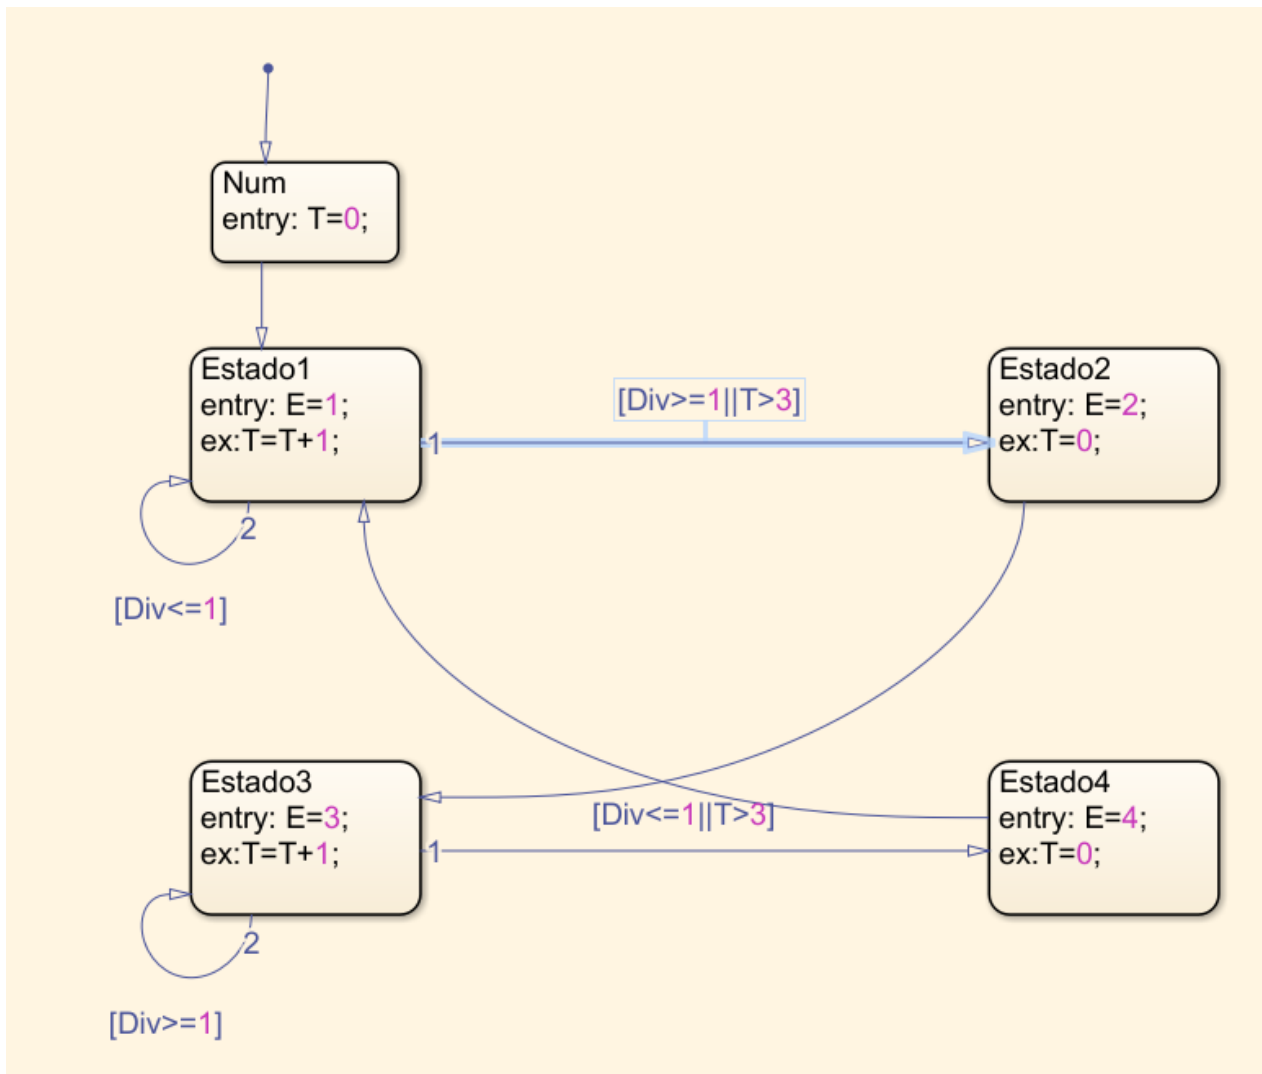 Num
entry: T=0;
Estado1
entry: E=1;
ex:T=T+1;
1
[Div>=1||T>3]
Estado2
entry: E=2;
ex:T=0;
2
[Div<=1]
Estado3
entry: E=3;
ex:T=T+1;
1
[Div<=1||T>3]
Estado4
entry: E=4;
ex:T=0;
2
[Div>=1]